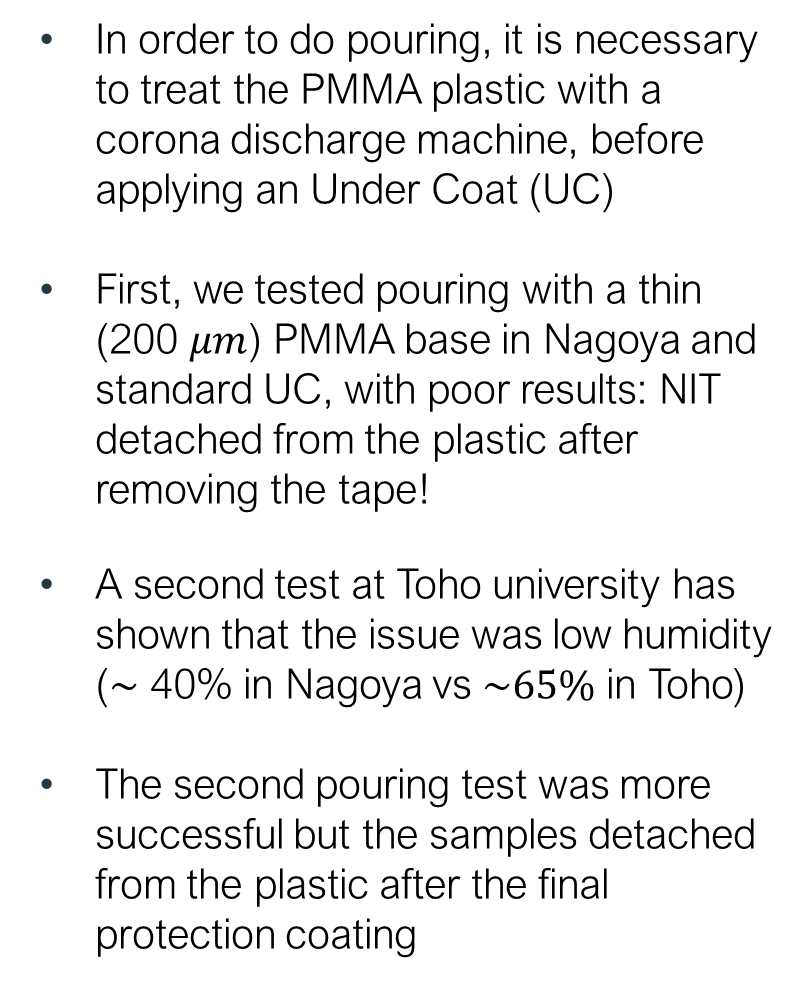 • In order to do pouring, it is necessary
to treat the PMMA plastic with a
corona discharge machine, before
applying an Under Coat (UC)
• First, we tested pouring with a thin
(200 𝜇𝑚) PMMA base in Nagoya and
standard UC, with poor results: NIT
detached from the plastic after
removing the tape!
• A second test at Toho university has
shown that the issue was low humidity
(~ 40% in Nagoya vs ~65% in Toho)
• The second pouring test was more
successful but the samples detached
from the plastic after the final
protection coating